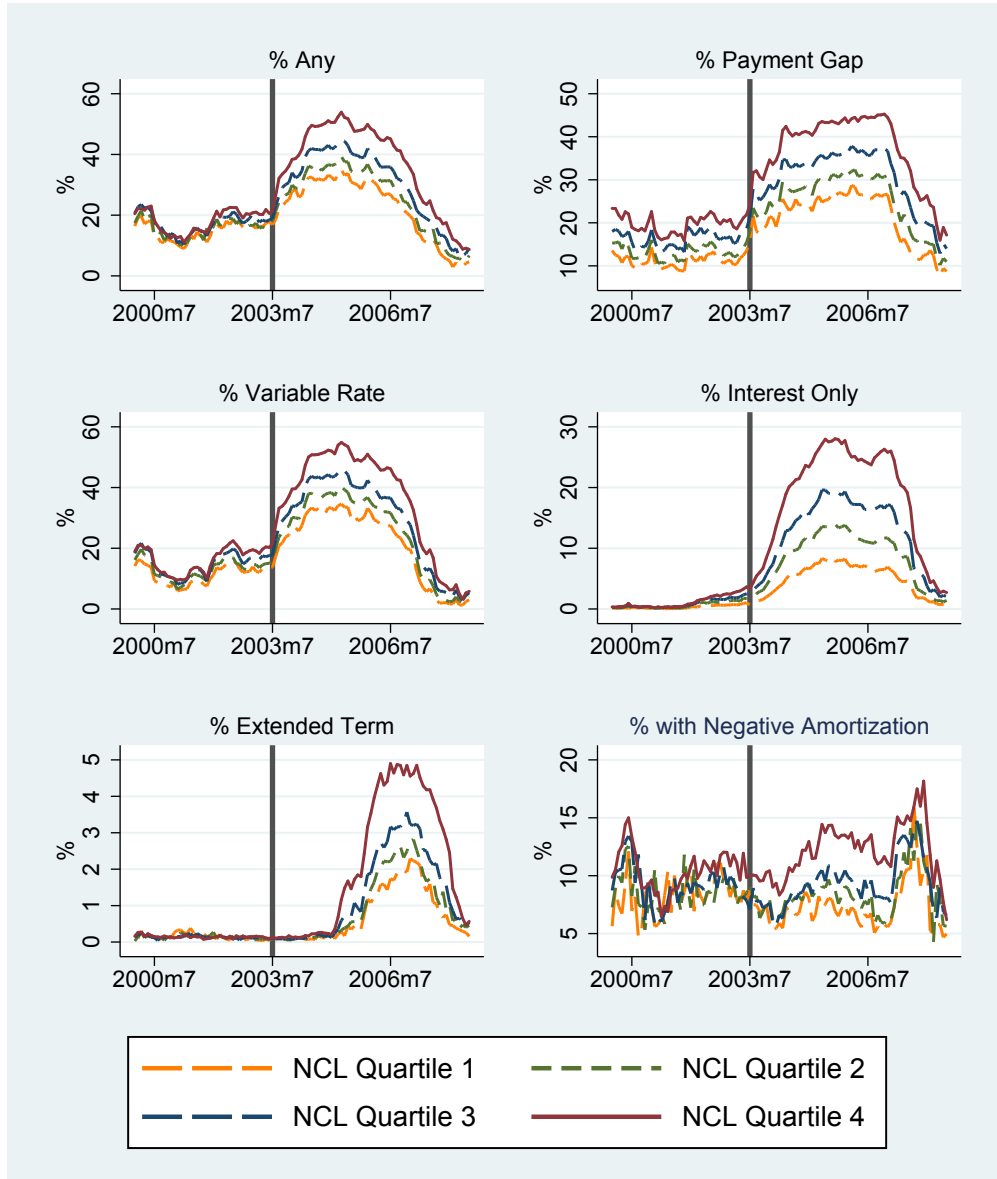 % Any
60
40
20
0
%
2000m7 2003m7 2006m7
% Payment Gap
50
40
30
20
10
%
2000m7 2003m7 2006m7
% Variable Rate
60
40
20
0
%
2000m7 2003m7 2006m7
% Interest Only
30
20
10
0
%
2000m7 2003m7 2006m7
% Extended Term
5
4
3
2
1
0
%
2000m7 2003m7 2006m7
% with Negative Amortization
20
15
10
5
%
2000m7 2003m7 2006m7
NCL Quartile 1 NCL Quartile 2
NCL Quartile 3 NCL Quartile 4